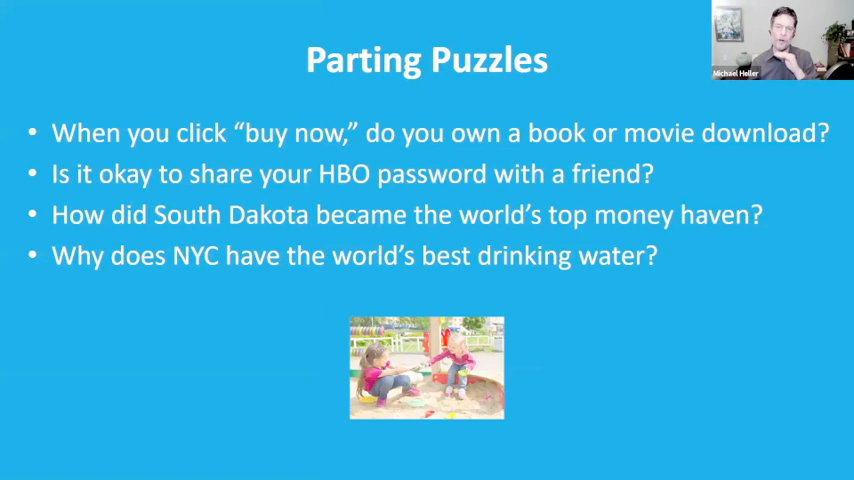 Parting Puzzles
Michael Heller
• When you click “buy now,” do you own a book or movie download?
• Is it okay to share your HBO password with a friend?
• How did South Dakota became the world’s top money haven?
• Why does NYC have the world’s best drinking water?